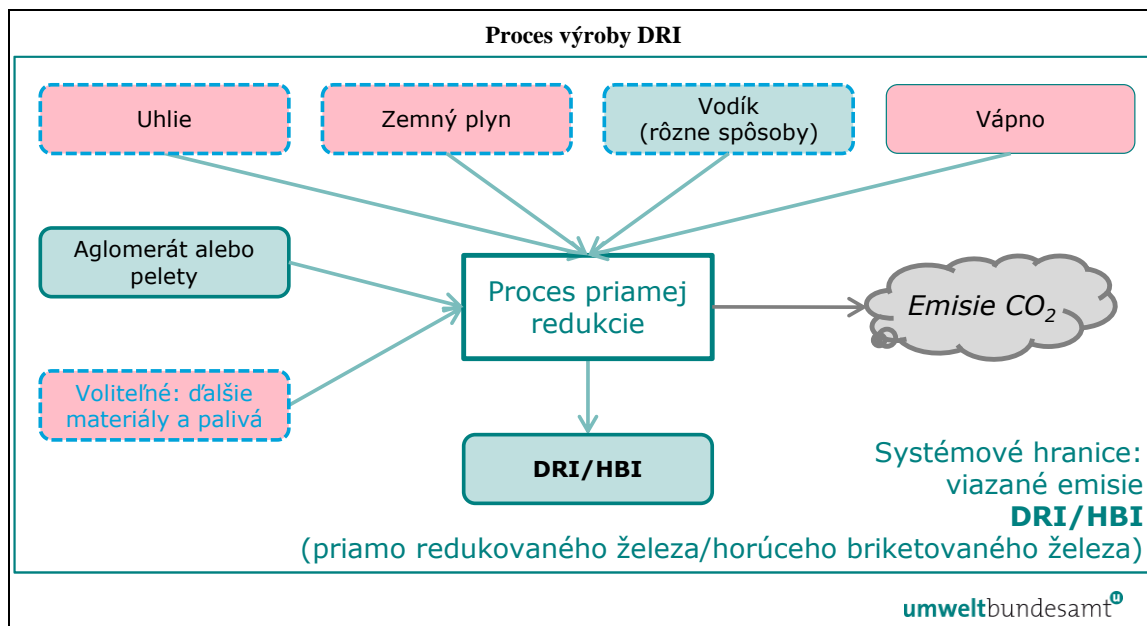 Proces výroby DRI
Uhlie
Zemný plyn
Vodík
(rôzne spôsoby)
Vápno
Aglomerát alebo
pelety
Proces priamej
redukcie
Emisie CO₂
Voliteľné: ďalšie
materiály a palivá
DRI/HBI
Systémové hranice:
viazané emisie
DRI/HBI
(priamo redukovaného železa/horúceho briketovaného železa)
umweltbundesamt